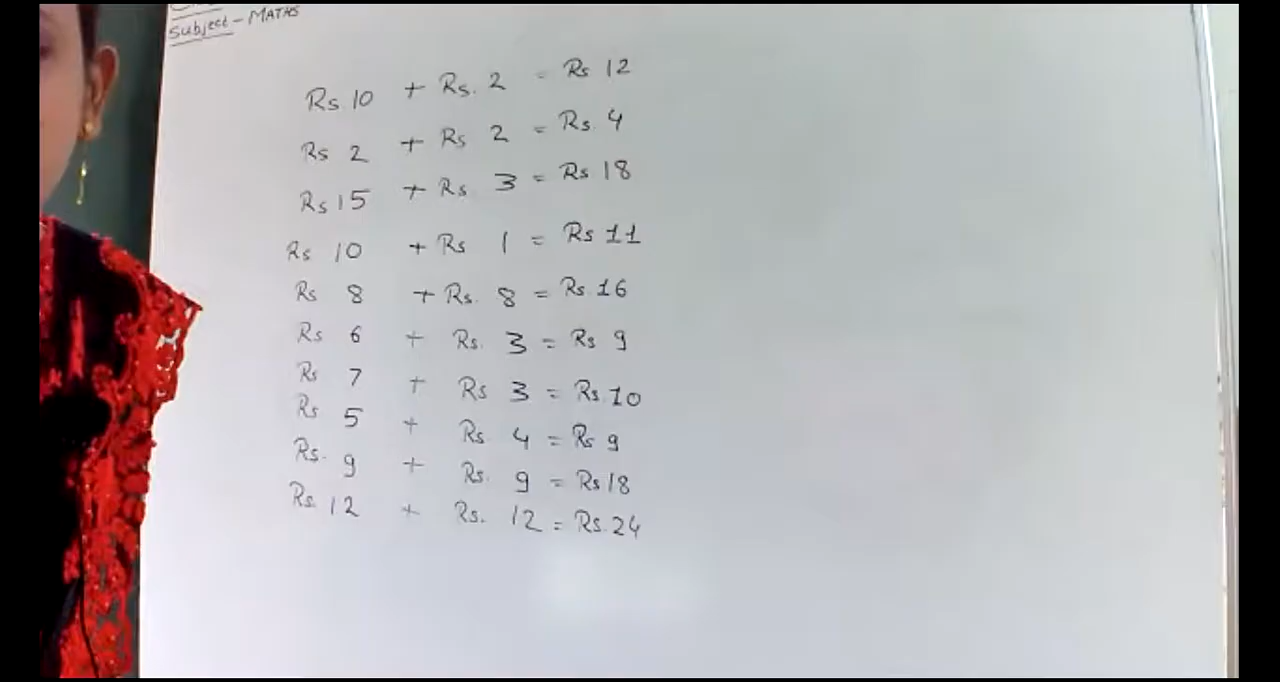 Subject - MATHS
Rs. 10 + Rs. 2 = Rs 12
Rs 2 + Rs 2 = Rs. 4
Rs 15 + Rs 3 = Rs 18
Rs 10 + Rs 1 = Rs 11
Rs 8 + Rs. 8 = Rs. 16
Rs 6 + Rs. 3 = Rs 9
Rs 7 + Rs 3 = Rs. 10
Rs 5 + Rs 4 = Rs 9
Rs. 9 + Rs. 9 = Rs 18
Rs. 12 + Rs. 12 = Rs. 24